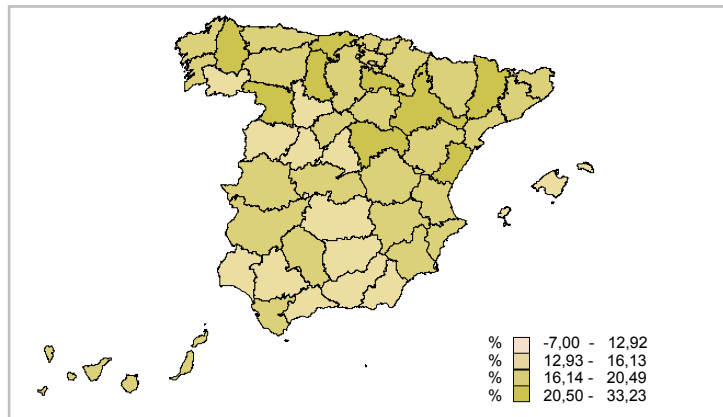 % -7,00 - 12,92
% 12,93 - 16,13
% 16,14 - 20,49
% 20,50 - 33,23